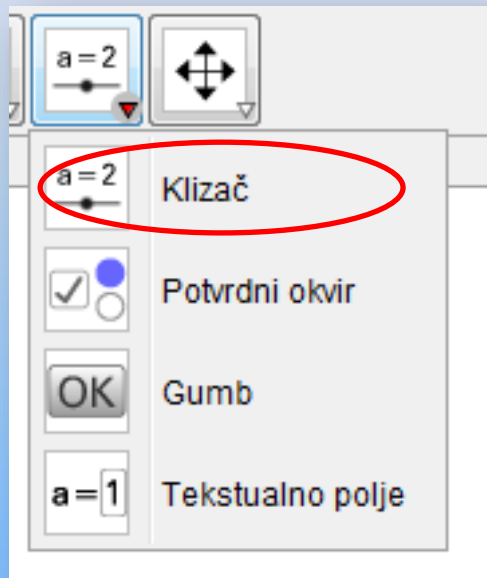 a = 2
a = 2 Klizač
Potvrdni okvir
OK Gumb
a = 1 Tekstualno polje